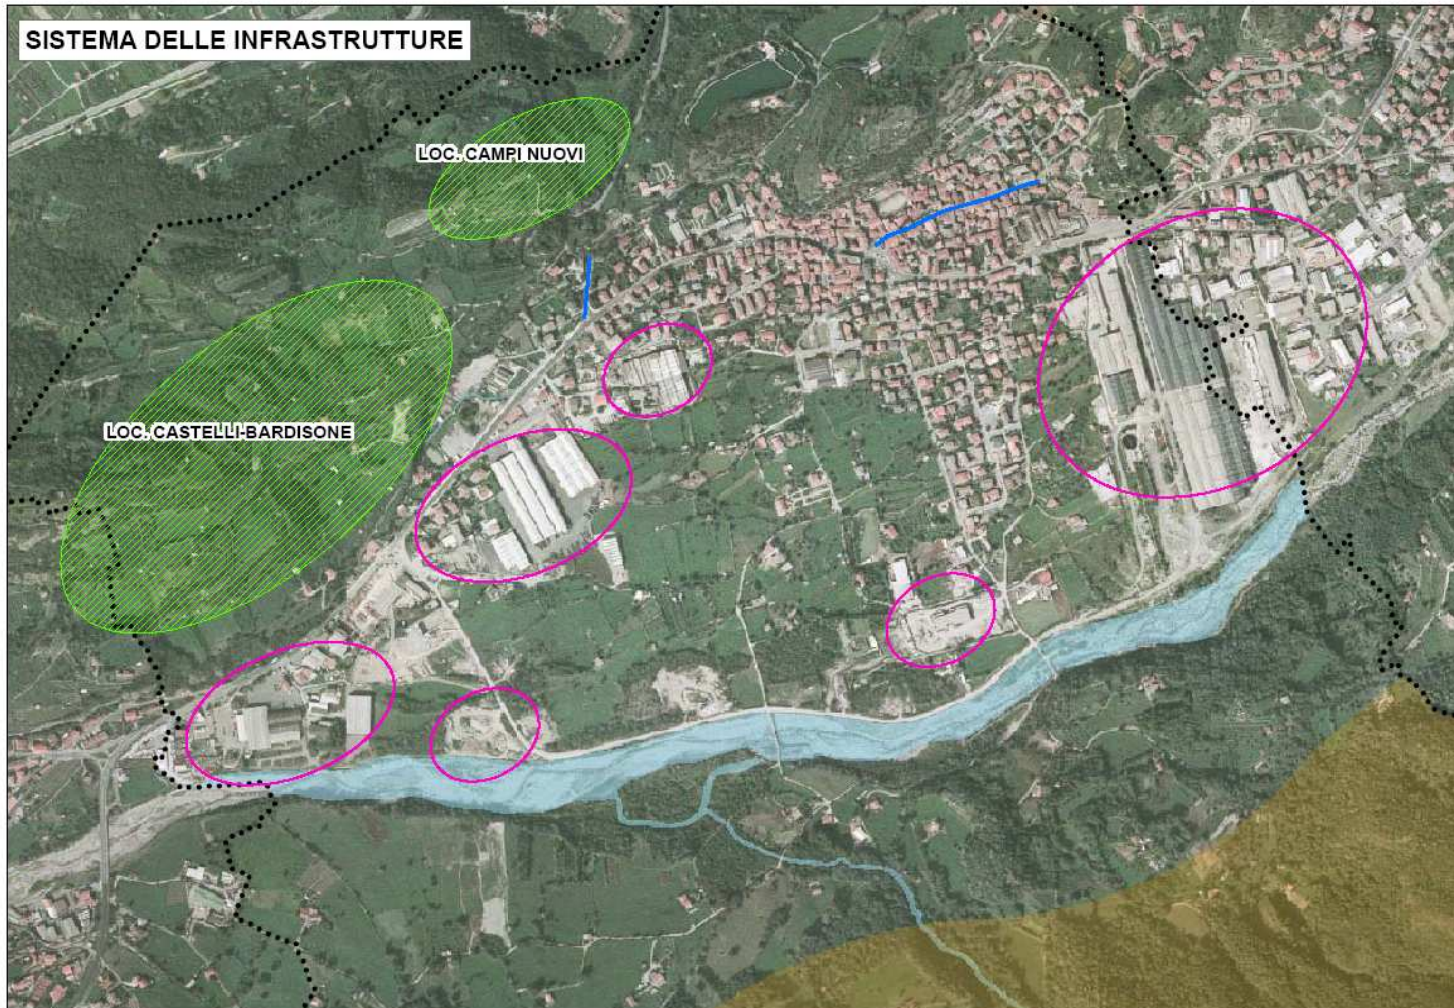 SISTEMA DELLE INFRASTRUTTURE
LOC. CAMPI NUOVI
LOC. CASTELLI-BARDISONE